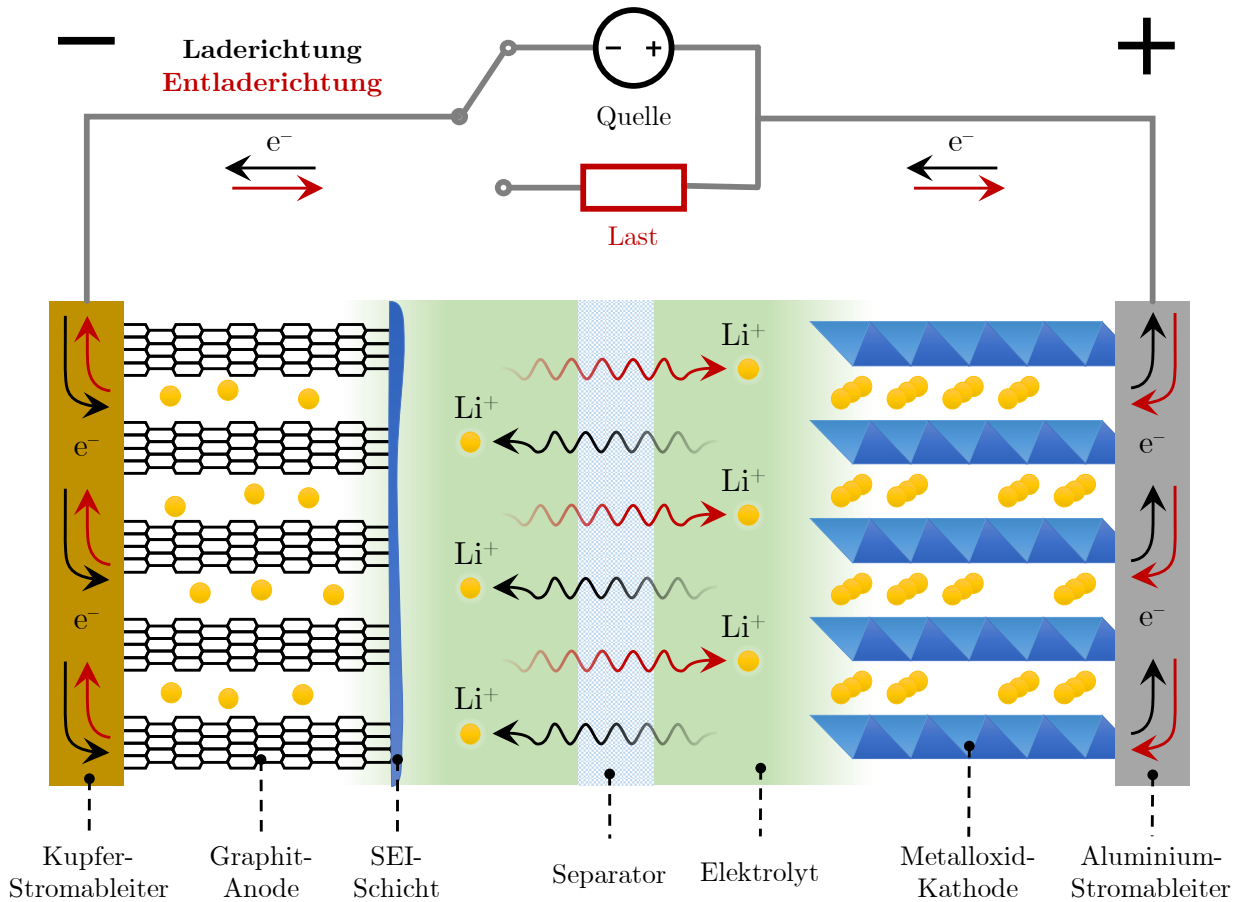 − +
Laderichtung
Entladerichtung
− +
Quelle
e⁻ e⁻
Last
Li⁺
Li⁺
e⁻ e⁻
Li⁺
Li⁺
e⁻ e⁻
Li⁺
Li⁺
Kupfer-
Stromableiter
Graphit-
Anode
SEI-
Schicht
Separator
Elektrolyt
Metalloxid-
Kathode
Aluminium-
Stromableiter